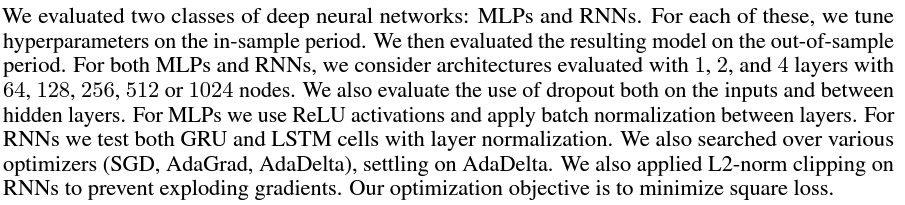 We evaluated two classes of deep neural networks: MLPs and RNNs. For each of these, we tune
hyperparameters on the in-sample period. We then evaluated the resulting model on the out-of-sample
period. For both MLPs and RNNs, we consider architectures evaluated with 1, 2, and 4 layers with
64, 128, 256, 512 or 1024 nodes. We also evaluate the use of dropout both on the inputs and between
hidden layers. For MLPs we use ReLU activations and apply batch normalization between layers. For
RNNs we test both GRU and LSTM cells with layer normalization. We also searched over various
optimizers (SGD, AdaGrad, AdaDelta), settling on AdaDelta. We also applied L2-norm clipping on
RNNs to prevent exploding gradients. Our optimization objective is to minimize square loss.